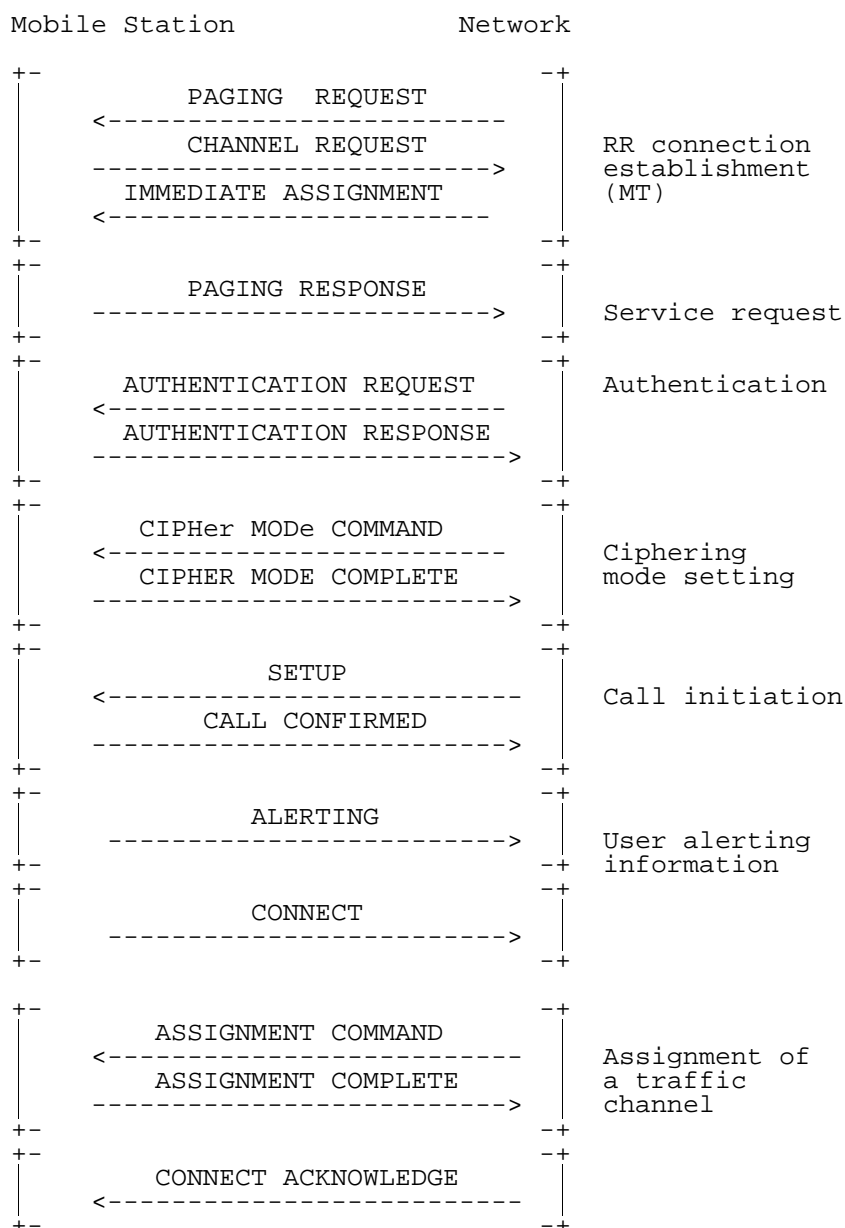 Mobile Station Network
PAGING REQUEST
CHANNEL REQUEST
RR connection
establishment
(MT)
IMMEDIATE ASSIGNMENT
PAGING RESPONSE
Service request
AUTHENTICATION REQUEST
Authentication
AUTHENTICATION RESPONSE
CIPHer MODe COMMAND
Ciphering
mode setting
CIPHER MODE COMPLETE
SETUP
Call initiation
CALL CONFIRMED
ALERTING
User alerting
information
CONNECT
ASSIGNMENT COMMAND
Assignment of
a traffic
channel
ASSIGNMENT COMPLETE
CONNECT ACKNOWLEDGE